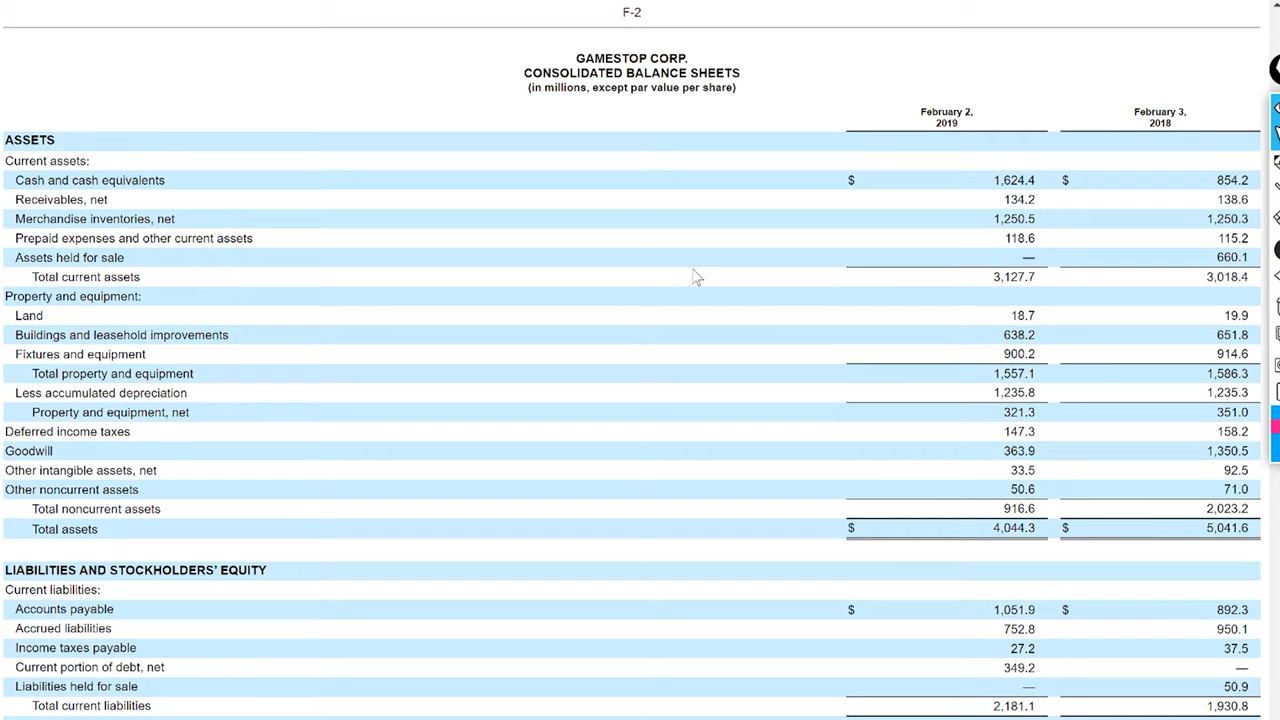 F-2
GAMESTOP CORP.
CONSOLIDATED BALANCE SHEETS
(in millions, except par value per share)
February 2, February 3,
2019 2018
ASSETS
Current assets:
Cash and cash equivalents $ 1,624.4 $ 854.2
Receivables, net 134.2 138.6
Merchandise inventories, net 1,250.5 1,250.3
Prepaid expenses and other current assets 118.6 115.2
Assets held for sale — 660.1
Total current assets 3,127.7 3,018.4
Property and equipment:
Land 18.7 19.9
Buildings and leasehold improvements 638.2 651.8
Fixtures and equipment 900.2 914.6
Total property and equipment 1,557.1 1,586.3
Less accumulated depreciation 1,235.8 1,235.3
Property and equipment, net 321.3 351.0
Deferred income taxes 147.3 158.2
Goodwill 363.9 1,350.5
Other intangible assets, net 33.5 92.5
Other noncurrent assets 50.6 71.0
Total noncurrent assets 916.6 2,023.2
Total assets $ 4,044.3 $ 5,041.6
LIABILITIES AND STOCKHOLDERS' EQUITY
Current liabilities:
Accounts payable $ 1,051.9 $ 892.3
Accrued liabilities 752.8 950.1
Income taxes payable 27.2 37.5
Current portion of debt, net 349.2 —
Liabilities held for sale — 50.9
Total current liabilities 2,181.1 1,930.8